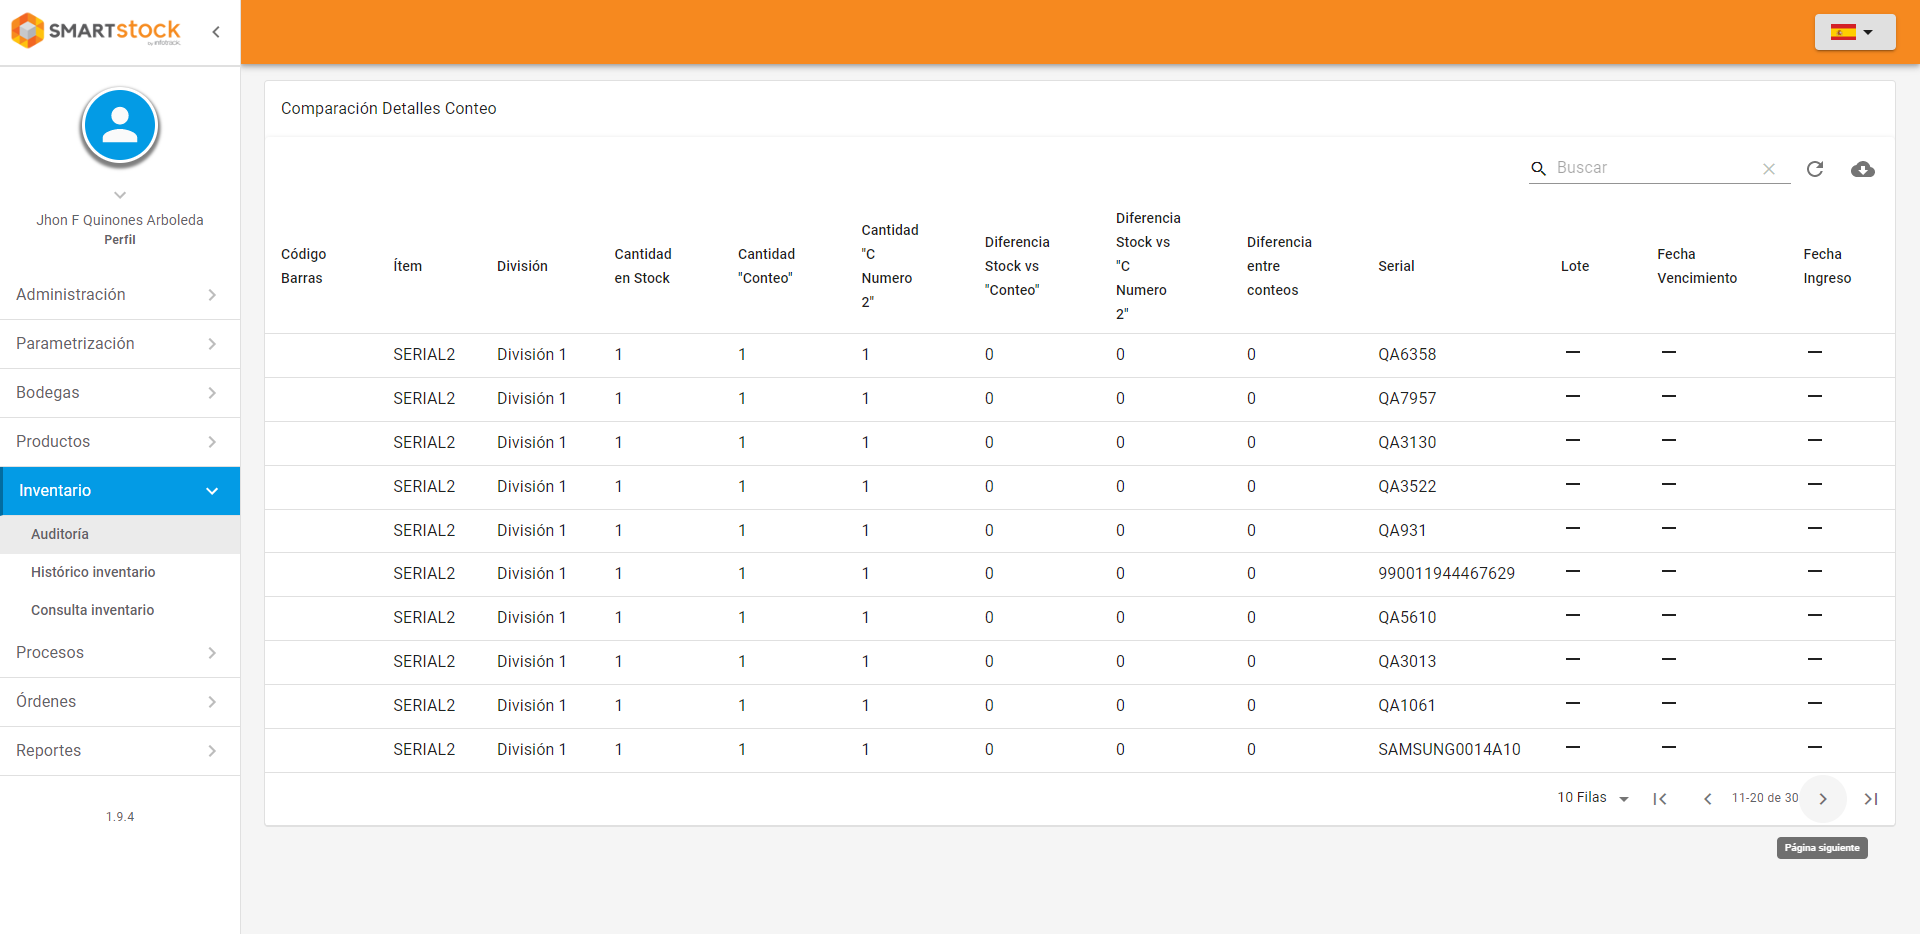 SMARTstock
by infotrack.
Jhon F Quinones Arboleda
Perfil
Administración
Parametrización
Bodegas
Productos
Inventario
Auditoría
Histórico inventario
Consulta inventario
Procesos
Órdenes
Reportes
1.9.4
Comparación Detalles Conteo
Buscar
Código Barras	Ítem	División	Cantidad en Stock	Cantidad "Conteo"	Cantidad "C Numero 2"	Diferencia Stock vs "Conteo"	Diferencia Stock vs "C Numero 2"	Diferencia entre conteos	Serial	Lote	Fecha Vencimiento	Fecha Ingreso
SERIAL2	División 1	1	1	1	0	0	0	QA6358	—	—	—
SERIAL2	División 1	1	1	1	0	0	0	QA7957	—	—	—
SERIAL2	División 1	1	1	1	0	0	0	QA3130	—	—	—
SERIAL2	División 1	1	1	1	0	0	0	QA3522	—	—	—
SERIAL2	División 1	1	1	1	0	0	0	QA931	—	—	—
SERIAL2	División 1	1	1	1	0	0	0	990011944467629	—	—	—
SERIAL2	División 1	1	1	1	0	0	0	QA5610	—	—	—
SERIAL2	División 1	1	1	1	0	0	0	QA3013	—	—	—
SERIAL2	División 1	1	1	1	0	0	0	QA1061	—	—	—
SERIAL2	División 1	1	1	1	0	0	0	SAMSUNG0014A10	—	—	—
10 Filas	11-20 de 30
Página siguiente